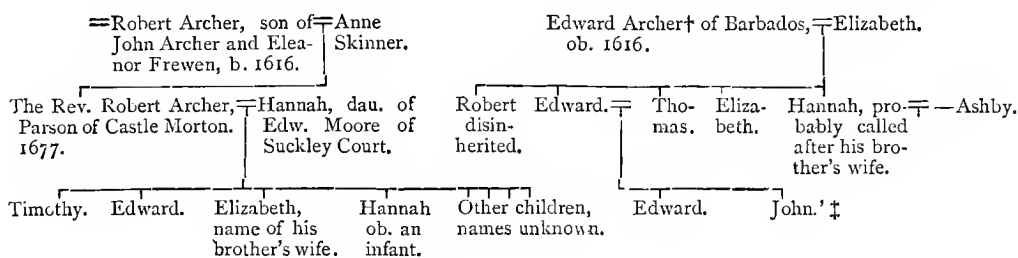 Robert Archer, son of Anne
John Archer and Elea- Skinner.
nor Frewen, b. 1616.
Edward Archer† of Barbados, Elizabeth.
ob. 1616.
The Rev. Robert Archer, Hannah, dau. of
Parson of Castle Morton. Edw. Moore of
1677. Suckley Court.
Robert Edward. Tho- Eliza- Hannah, pro- —Ashby.
disin- mas. beth. bably called
herited. after his bro-
ther's wife.
Timothy. Edward. Elizabeth, Hannah Other children,
name of his ob. an names unknown.
brother's wife. infant.
Edward. John.' ‡